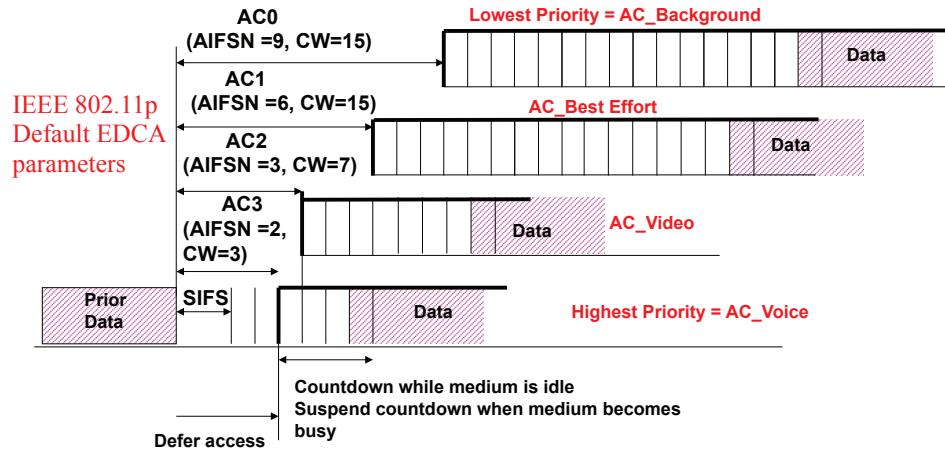 AC0
(AIFSN =9, CW=15)
Lowest Priority = AC_Background
Data
AC1
(AIFSN =6, CW=15)
AC_Best Effort
Data
IEEE 802.11p
Default EDCA
parameters
AC2
(AIFSN =3, CW=7)
AC_Video
Data
AC3
(AIFSN =2,
CW=3)
Prior
Data
SIFS
Data
Highest Priority = AC_Voice
Countdown while medium is idle
Suspend countdown when medium becomes
busy
Defer access